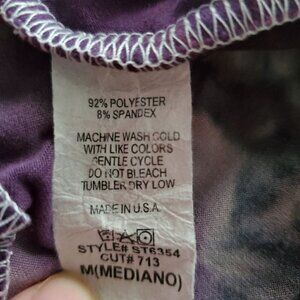 92% POLYESTER
8% SPANDEX
MACHINE WASH COLD
WITH LIKE COLORS
GENTLE CYCLE
DO NOT BLEACH
TUMBLER DRY LOW
MADE IN U.S.A.
STYLE# ST6354
CUT# 713
M(MEDIANO)